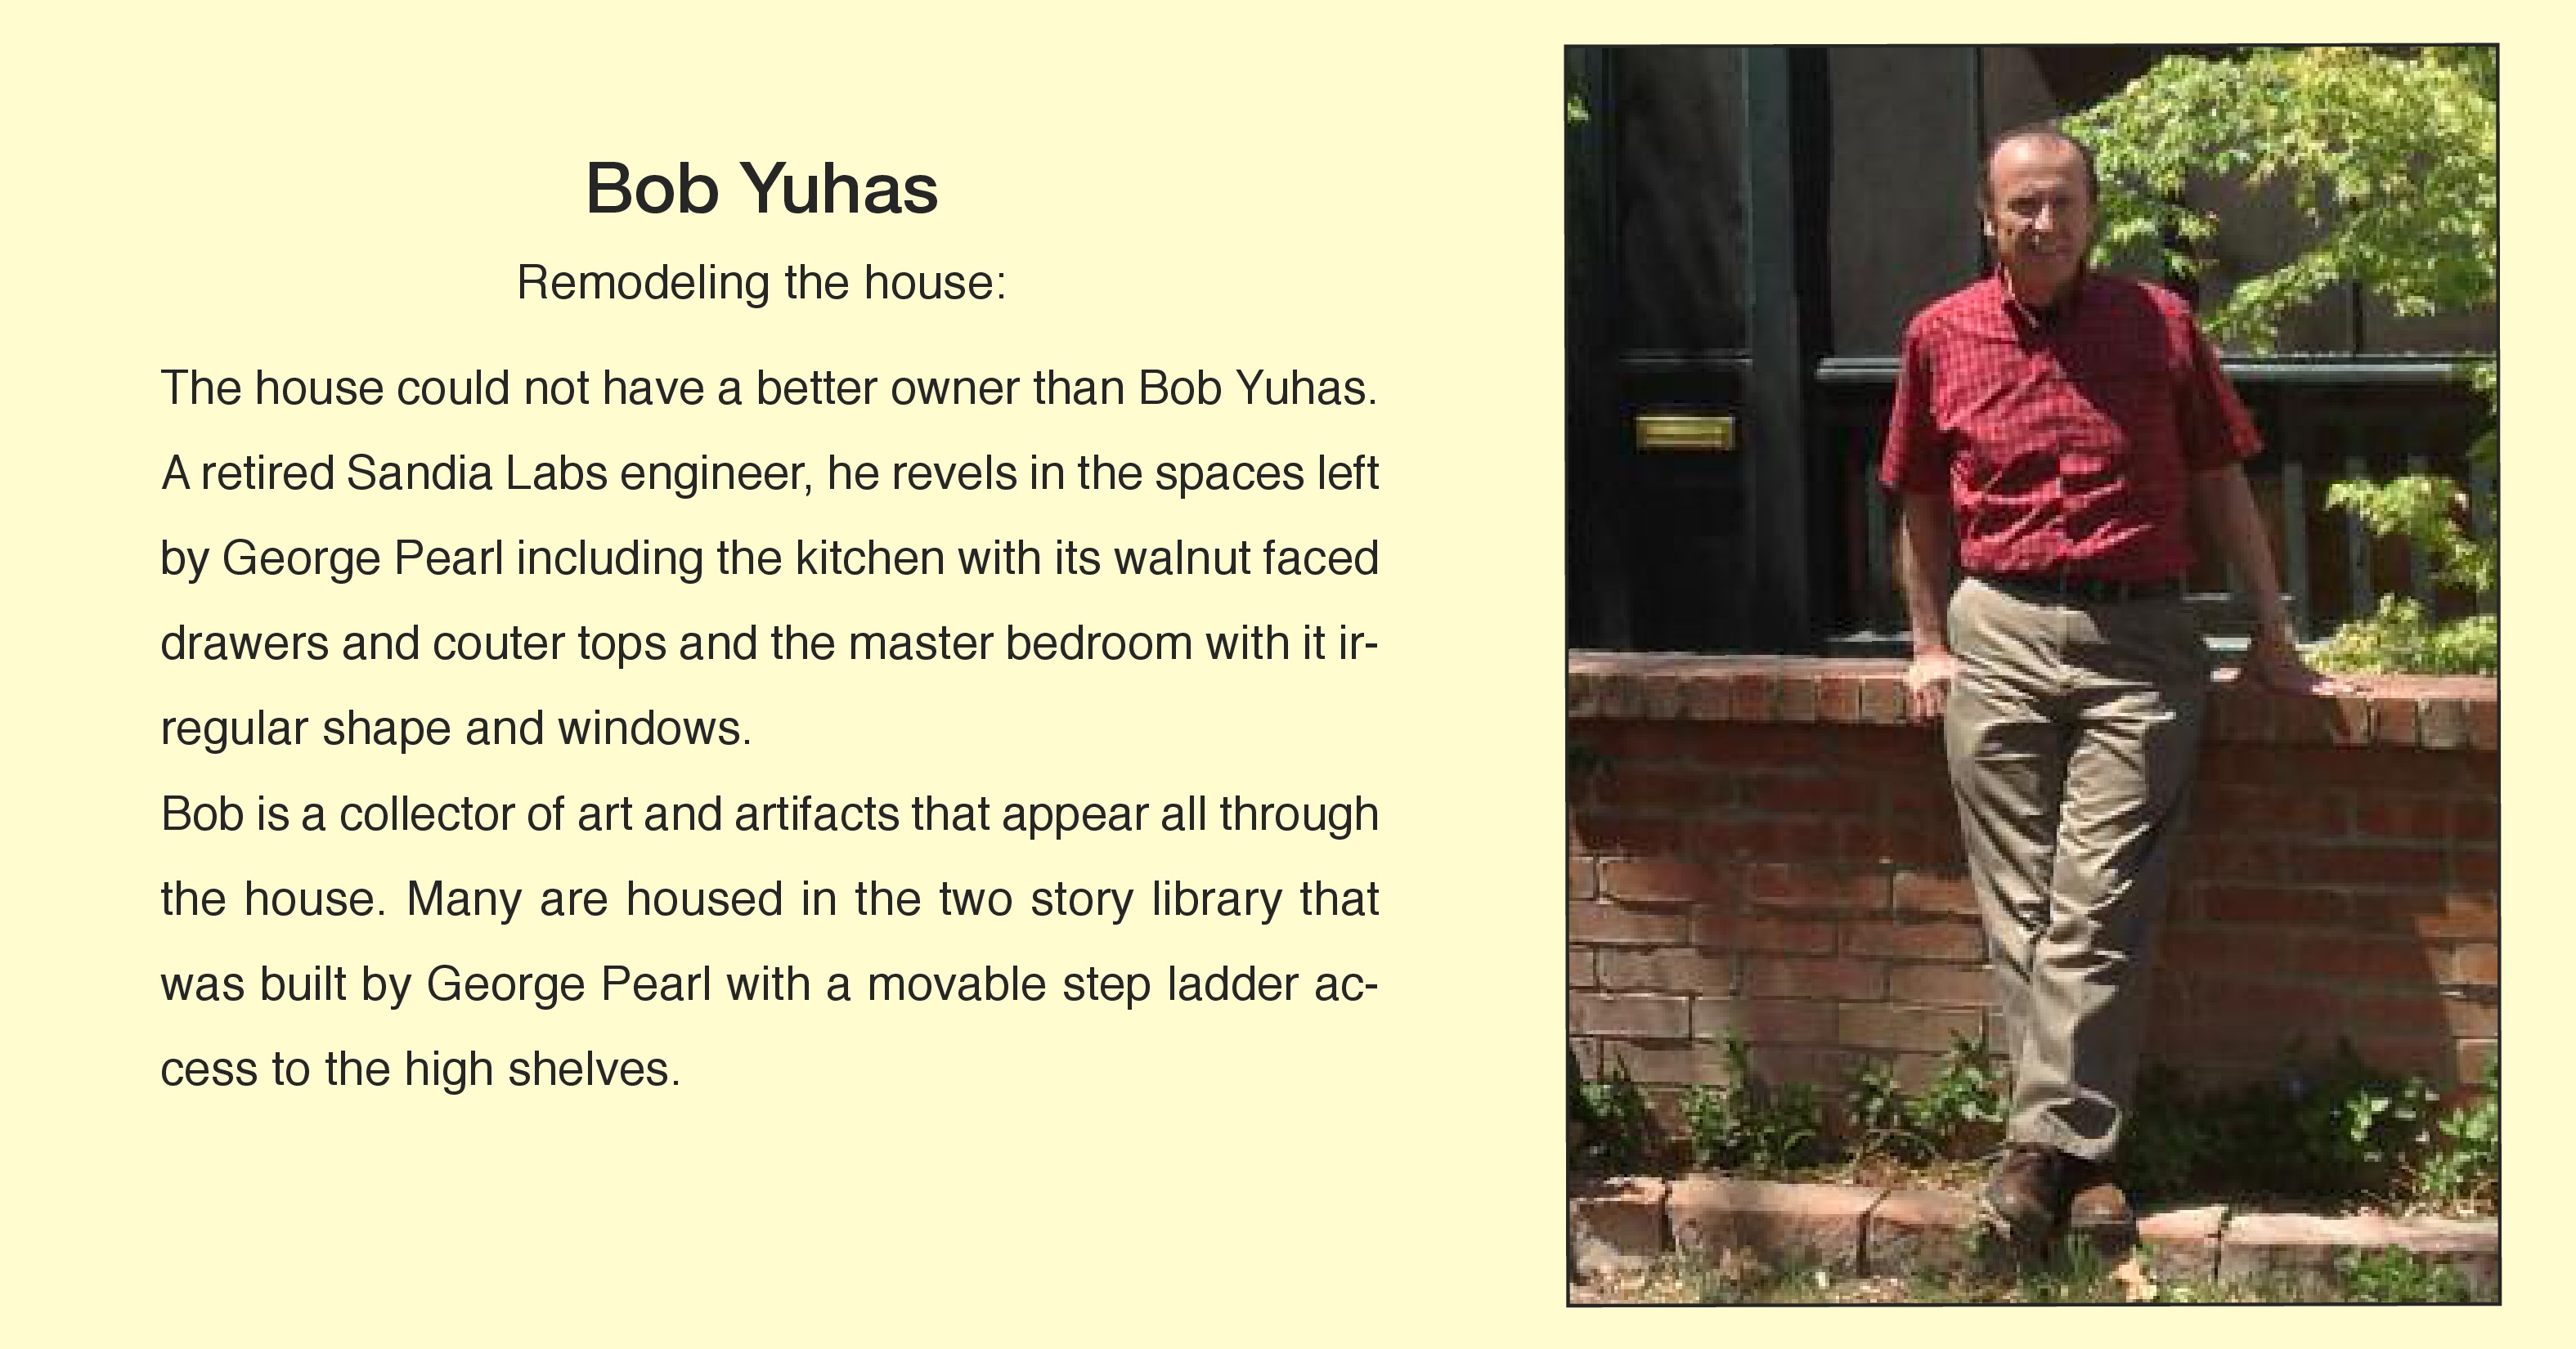 Bob Yuhas
Remodeling the house:
The house could not have a better owner than Bob Yuhas.
A retired Sandia Labs engineer, he revels in the spaces left
by George Pearl including the kitchen with its walnut faced
drawers and couter tops and the master bedroom with it ir-
regular shape and windows.
Bob is a collector of art and artifacts that appear all through
the house. Many are housed in the two story library that
was built by George Pearl with a movable step ladder ac-
cess to the high shelves.